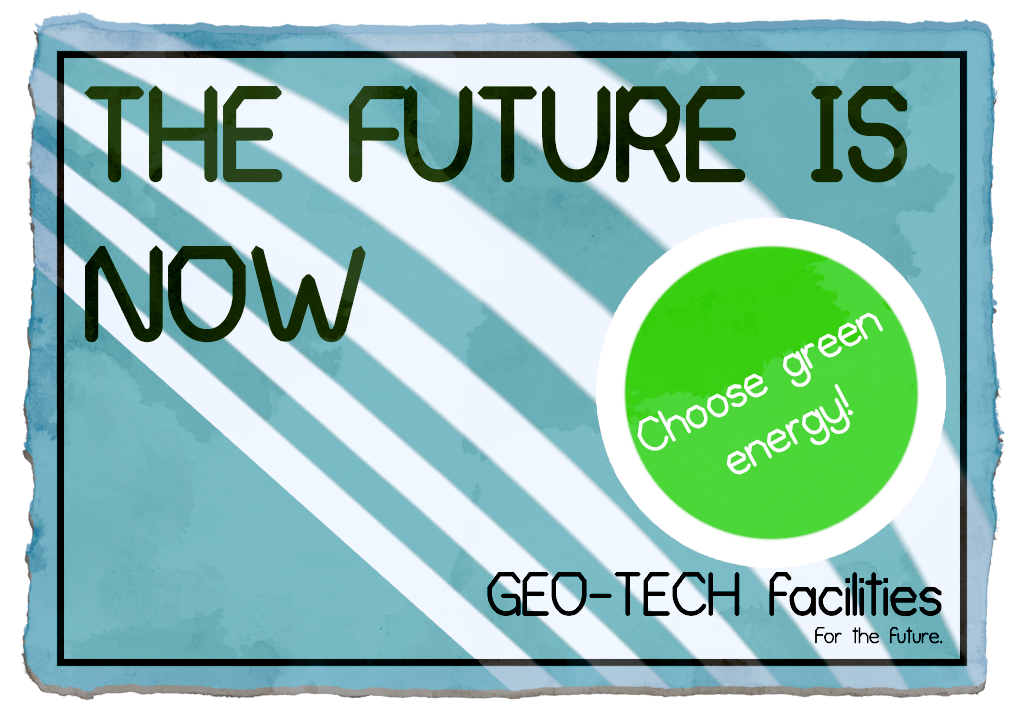 THE FUTURE IS
NOW
Choose green
energy!
GEO-TECH Facilities
For the future.